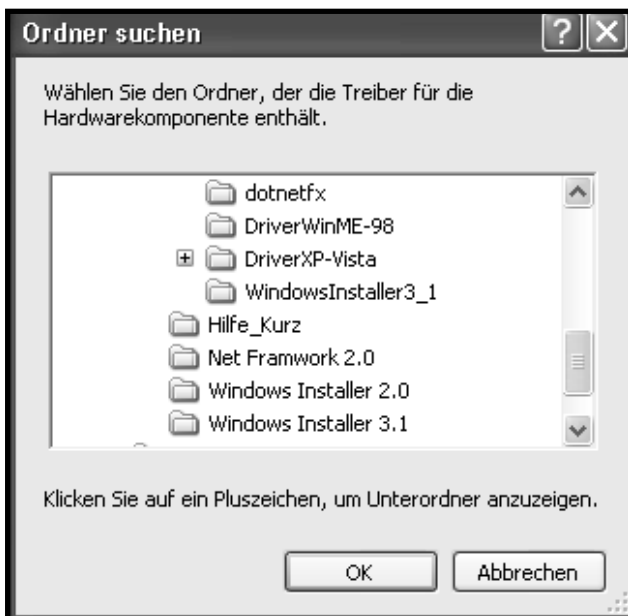 Ordner suchen
Wählen Sie den Ordner, der die Treiber für die
Hardwarekomponente enthält.
dotnetfx
DriverWinME-98
DriverXP-Vista
WindowsInstaller3_1
Hilfe_Kurz
Net Framwork 2.0
Windows Installer 2.0
Windows Installer 3.1
Klicken Sie auf ein Pluszeichen, um Unterordner anzuzeigen.
OK
Abbrechen